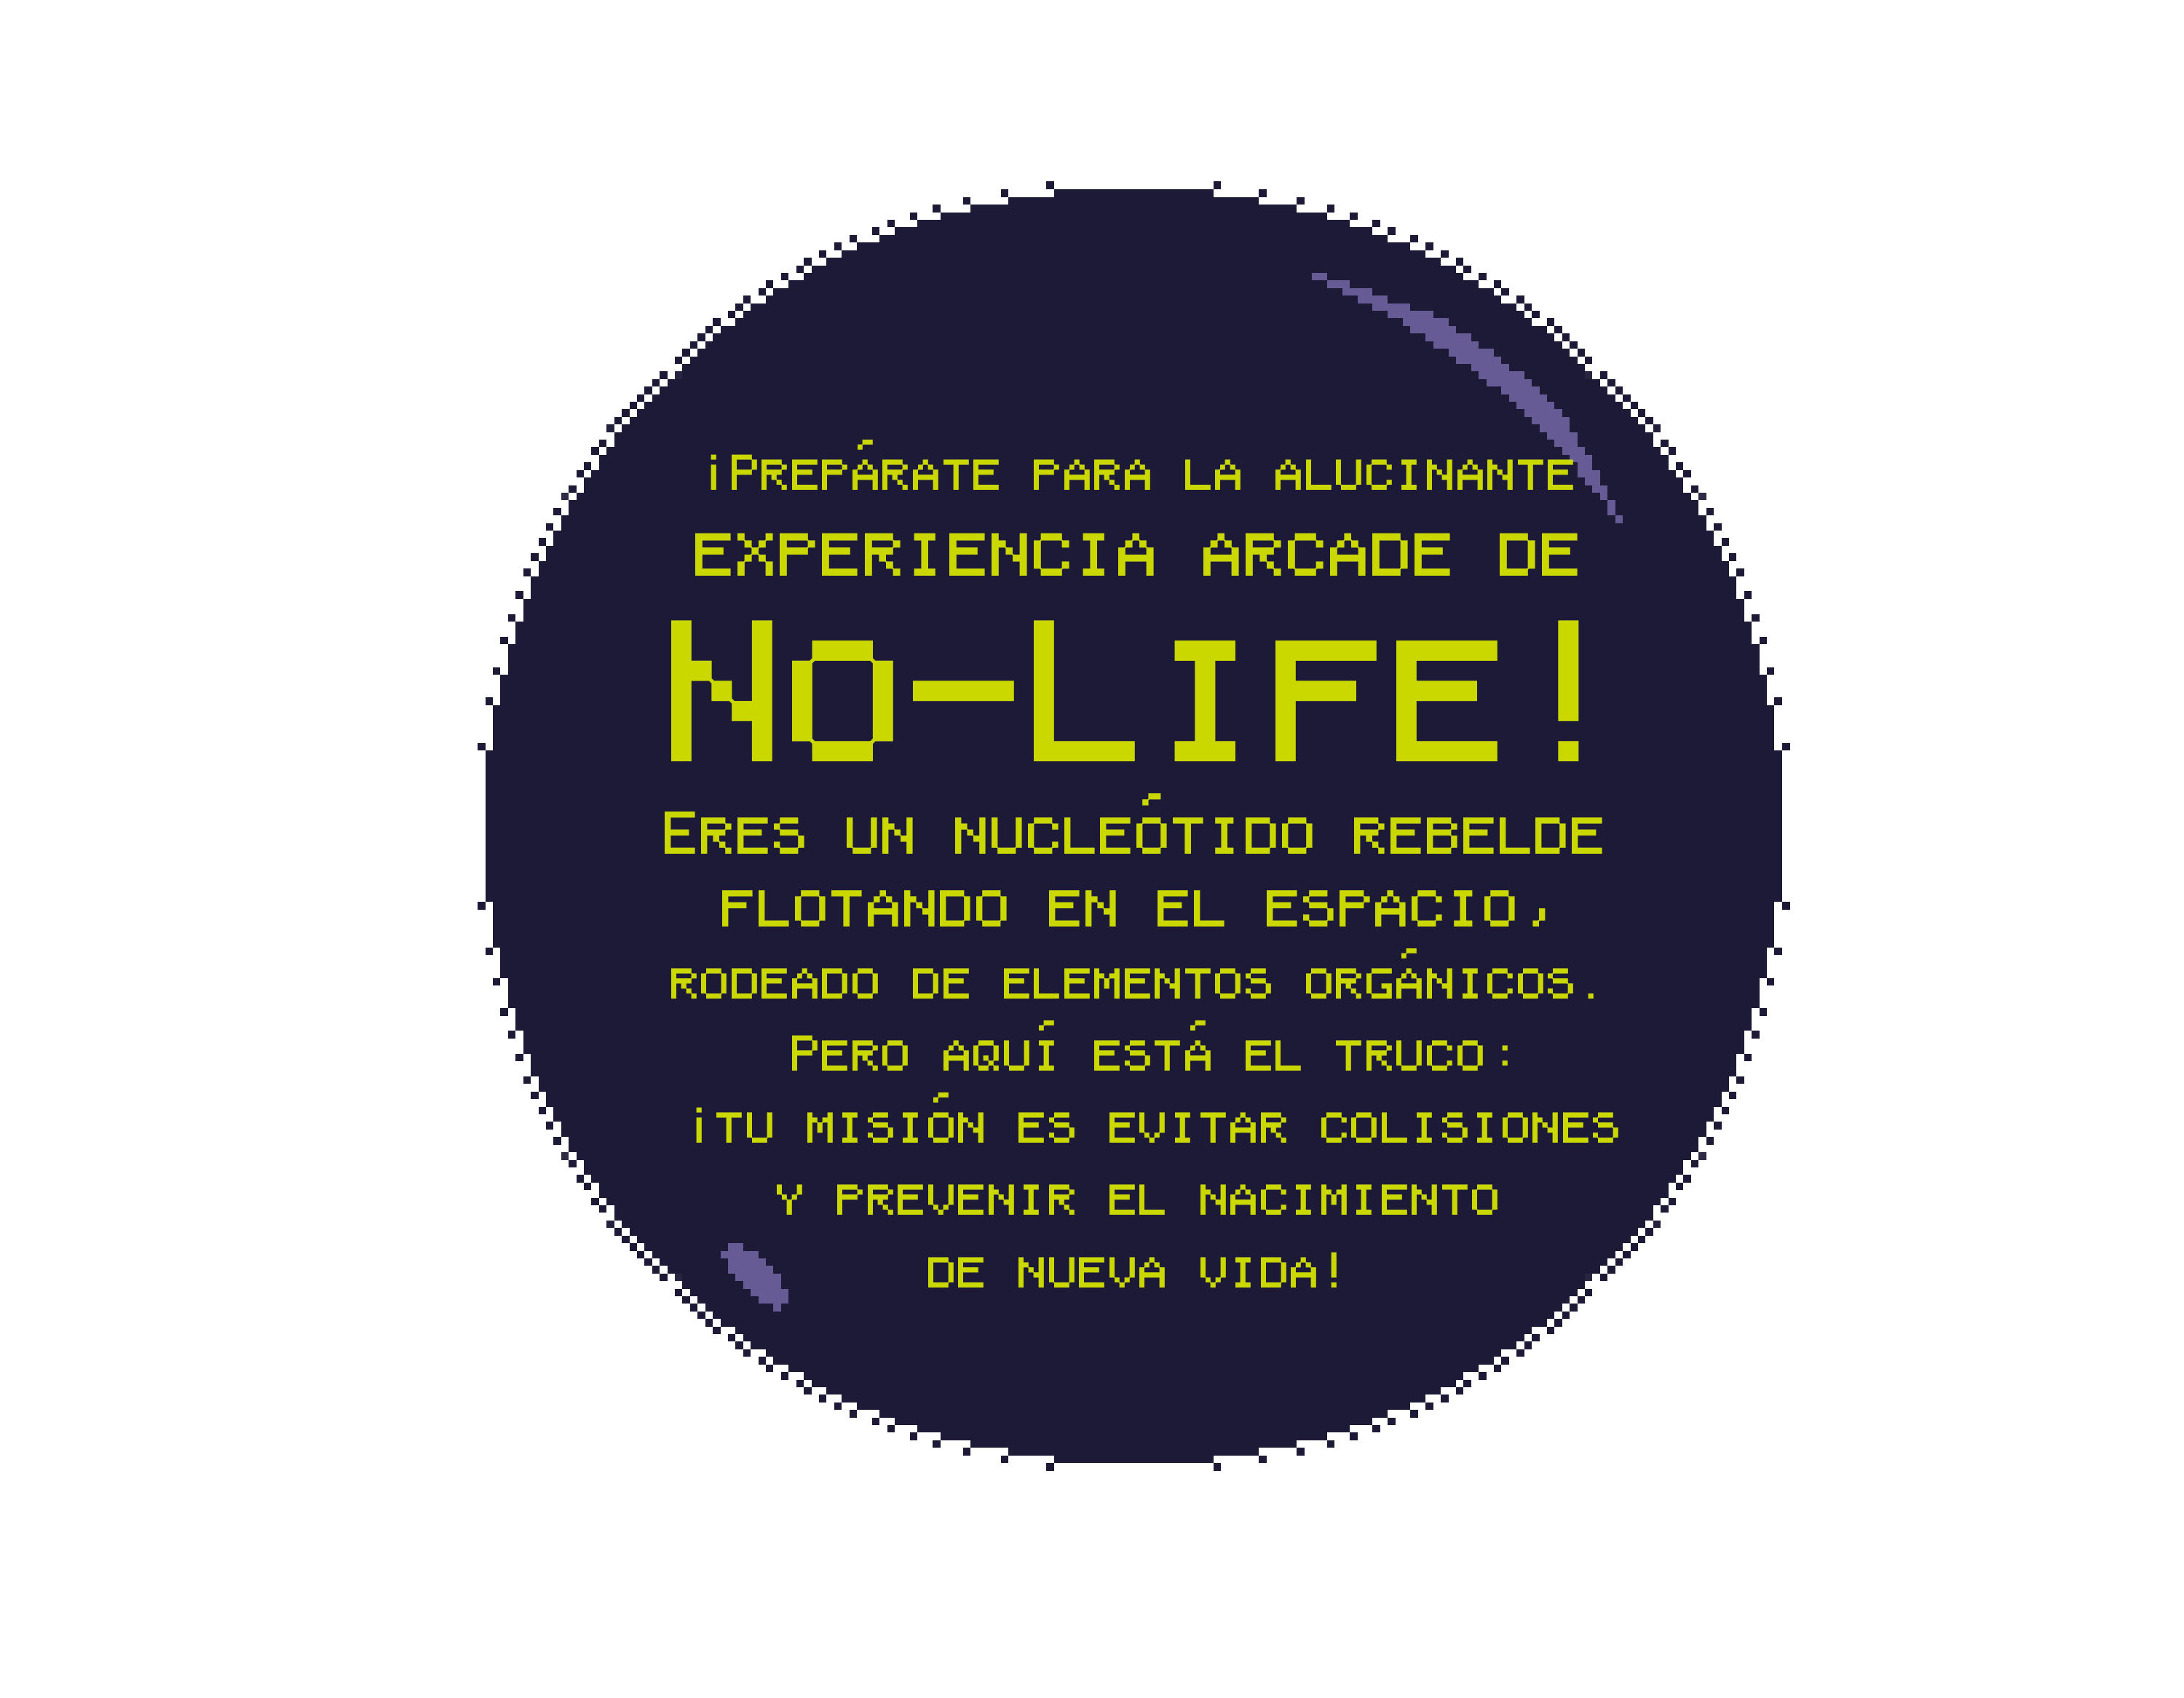 ¡Prepárate para la alucinante
experiencia arcade de
No-Life!
Eres un nucleótido rebelde
flotando en el espacio,
rodeado de elementos orgánicos.
Pero aquí está el truco:
¡tu misión es evitar colisiones
y prevenir el nacimiento
de nueva vida!